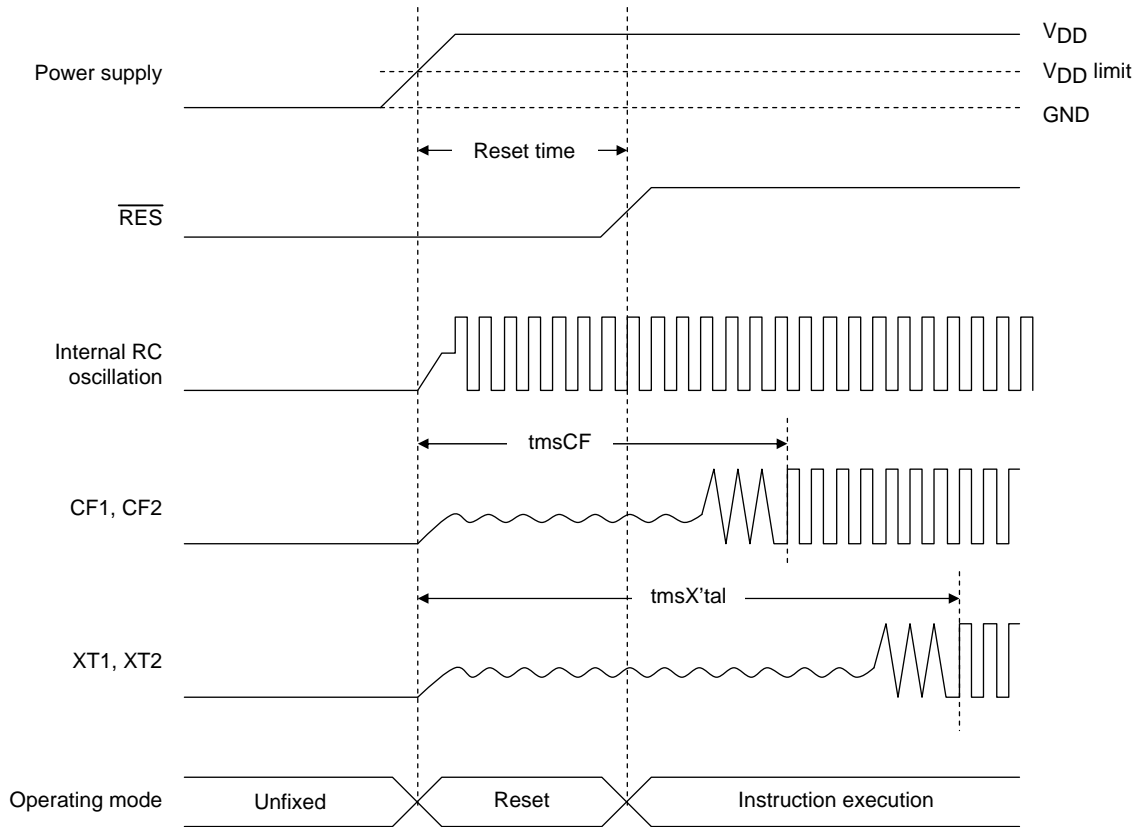 VDD
Power supply
VDD limit
GND
Reset time
RES
Internal RC
oscillation
tmsCF
CF1, CF2
tmsX'tal
XT1, XT2
Operating mode
Unfixed
Reset
Instruction execution